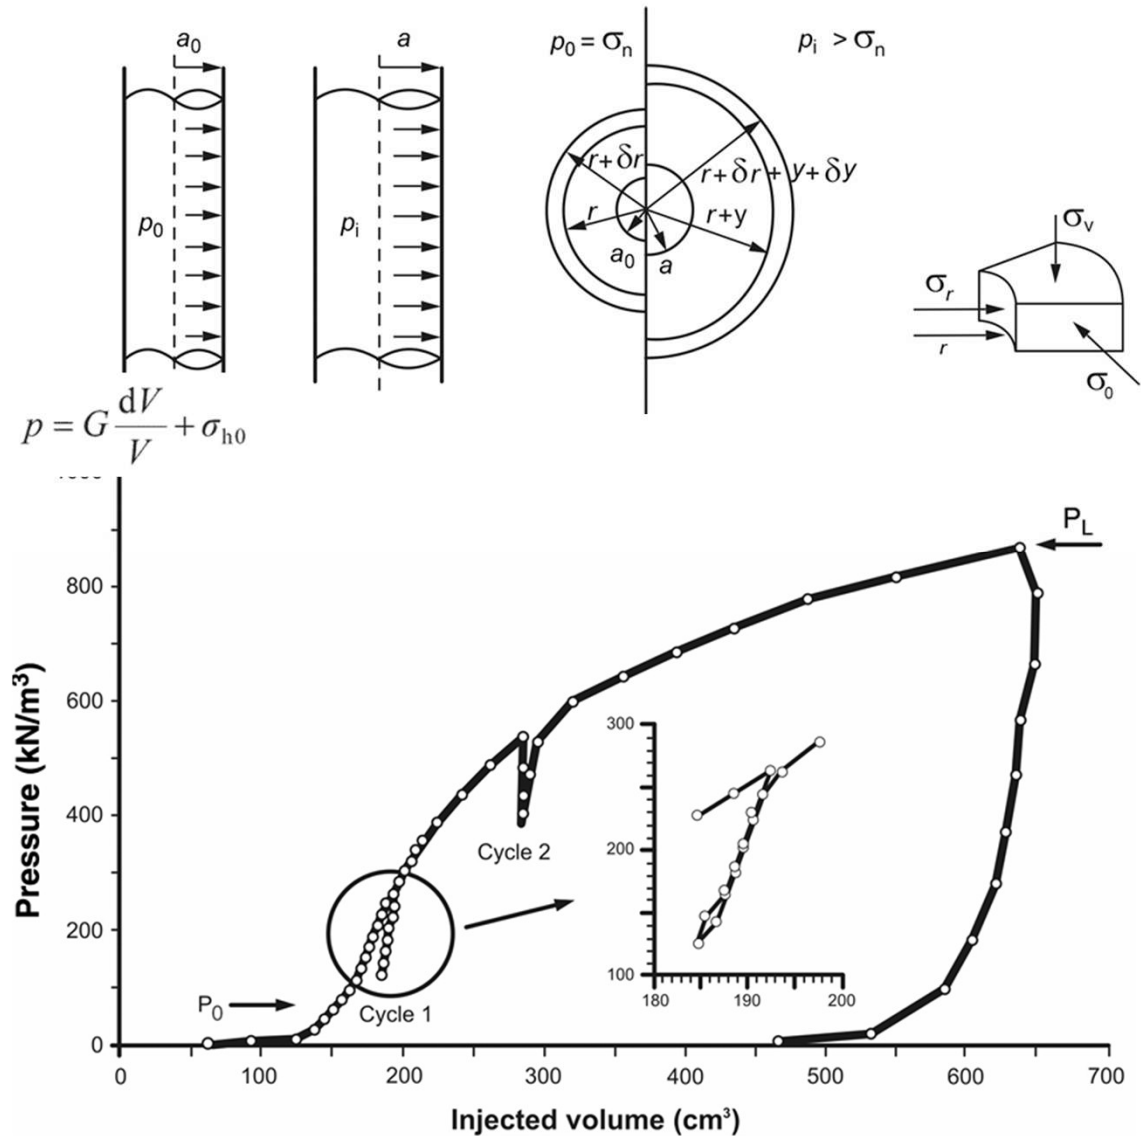 a₀
a
p₀ = σₙ
pᵢ > σₙ
p₀
pᵢ
r+δr
r
a₀
a
r+δr+y+δy
r+y
σᵥ
σᵣ
r
σ₀
p = G dV/V + σₕ₀
Pressure (kN/m³)
800
600
400
200
0
P_L
P₀
Cycle 1
Cycle 2
300
200
100
180
190
200
0
100
200
300
400
500
600
700
Injected volume (cm³)